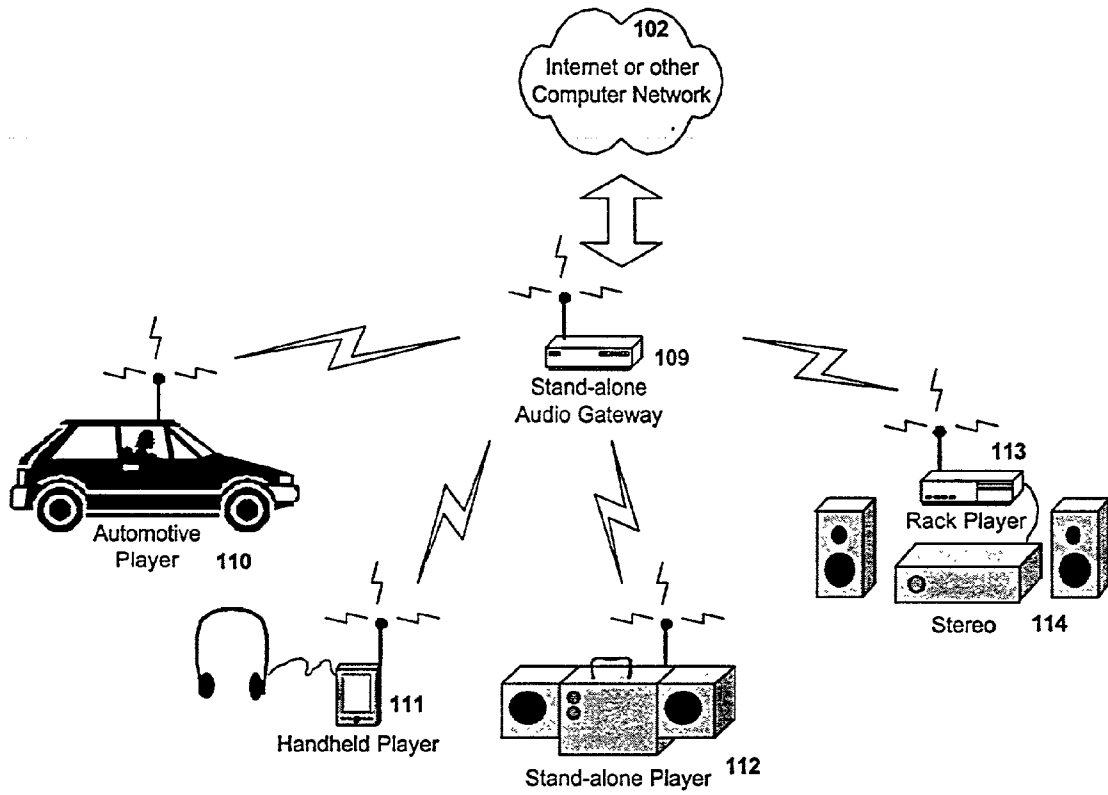 102
Internet or other
Computer Network
109
Stand-alone
Audio Gateway
113
Rack Player
Automotive
Player 110
Stereo 114
111
Handheld Player
112
Stand-alone Player